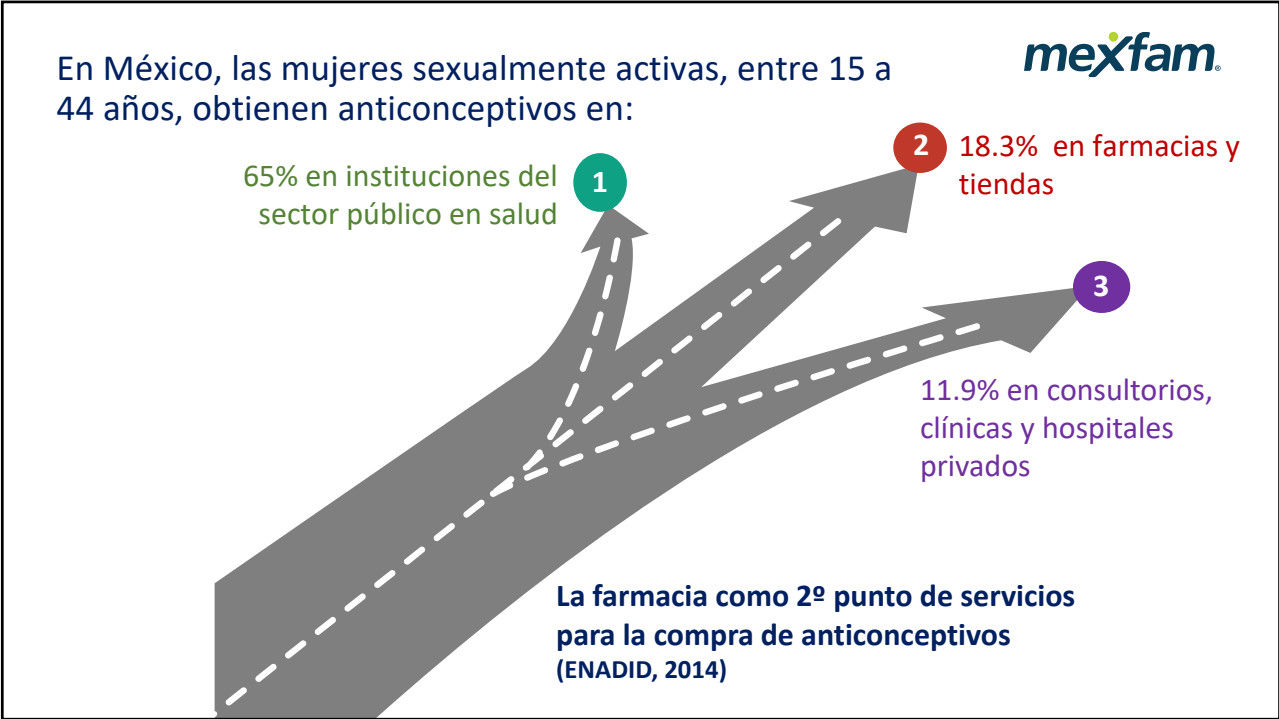 En México, las mujeres sexualmente activas, entre 15 a
44 años, obtienen anticonceptivos en:
mexfam®
65% en instituciones del
sector público en salud
1
2
18.3% en farmacias y
tiendas
3
11.9% en consultorios,
clínicas y hospitales
privados
La farmacia como 2º punto de servicios
para la compra de anticonceptivos
(ENADID, 2014)